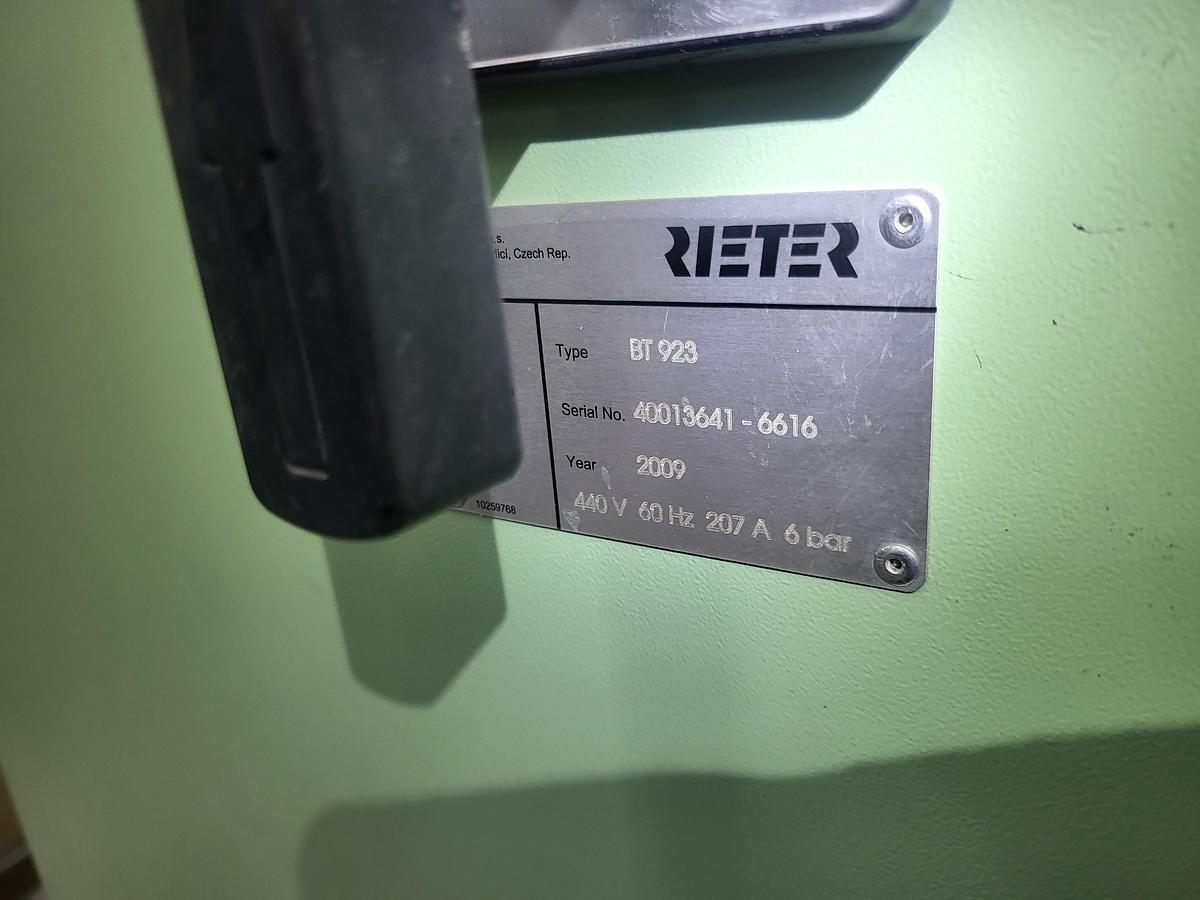 .s.
licí, Czech Rep.
RIETER
Type BT 923
Serial No. 40013641 - 6616
Year 2009
440 V 60 Hz 207 A 6 bar
10259768